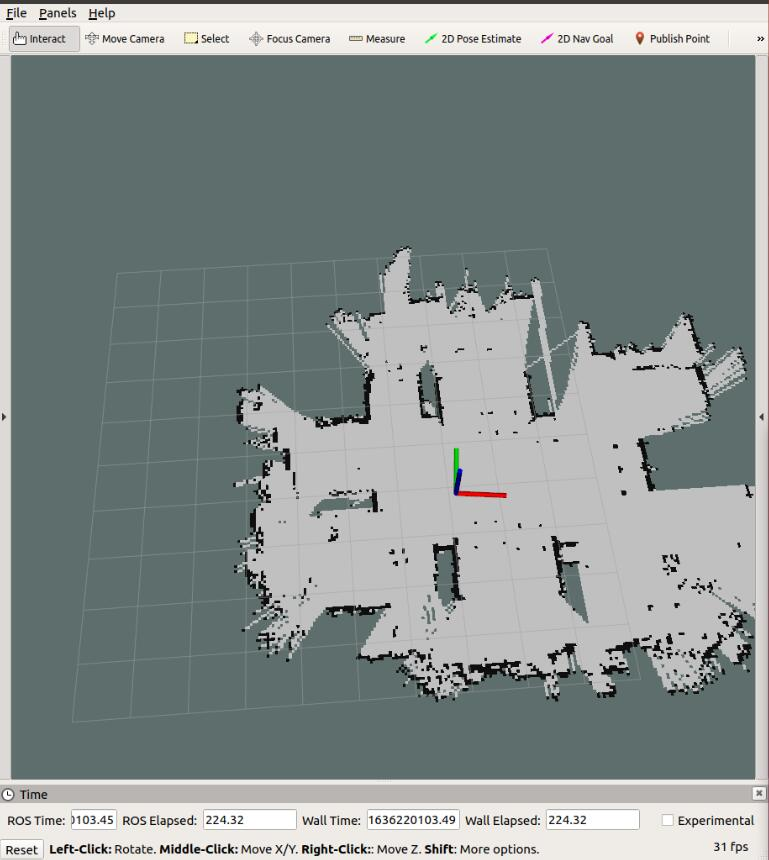 File Panels Help
Interact Move Camera Select Focus Camera Measure 2D Pose Estimate 2D Nav Goal Publish Point »
Time
ROS Time: 0103.45 ROS Elapsed: 224.32 Wall Time: 1636220103.49 Wall Elapsed: 224.32 Experimental
Reset Left-Click: Rotate. Middle-Click: Move X/Y. Right-Click:: Move Z. Shift: More options. 31 fps